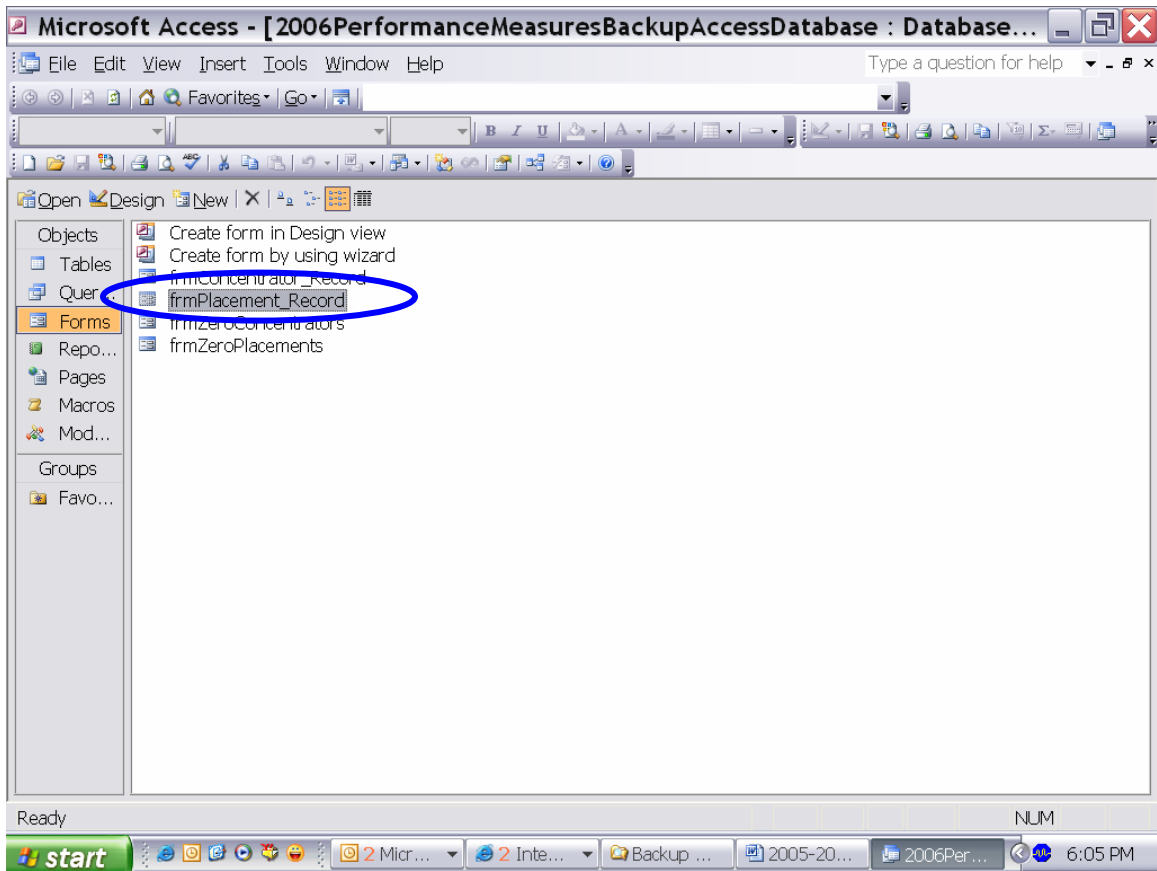 Microsoft Access - [2006PerformanceMeasuresBackupAccessDatabase : Database...
File Edit View Insert Tools Window Help Type a question for help
Favorites Go
B I U A
Open Design New
Objects
Tables
Quer...
Forms
Repo...
Pages
Macros
Mod...
Groups
Favo...
Create form in Design view
Create form by using wizard
frmConcentrator_Record
frmPlacement_Record
frmZeroConcentrators
frmZeroPlacements
Ready NUM
start 2 Micr... 2 Inte... Backup ... 2005-20... 2006Per... 6:05 PM